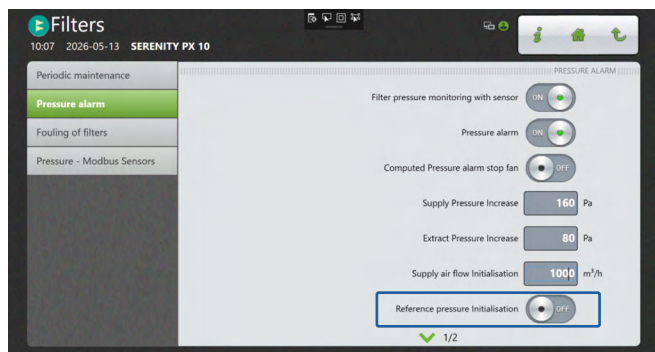 Filters
10:07 2026-05-13 SERENITY PX 10
Periodic maintenance
Pressure alarm
Fouling of filters
Pressure - Modbus Sensors
PRESSURE ALARM
Filter pressure monitoring with sensor ON
Pressure alarm ON
Computed Pressure alarm stop fan OFF
Supply Pressure Increase 160 Pa
Extract Pressure Increase 80 Pa
Supply air flow Initialisation 1000 m³/h
Reference pressure Initialisation OFF
1/2